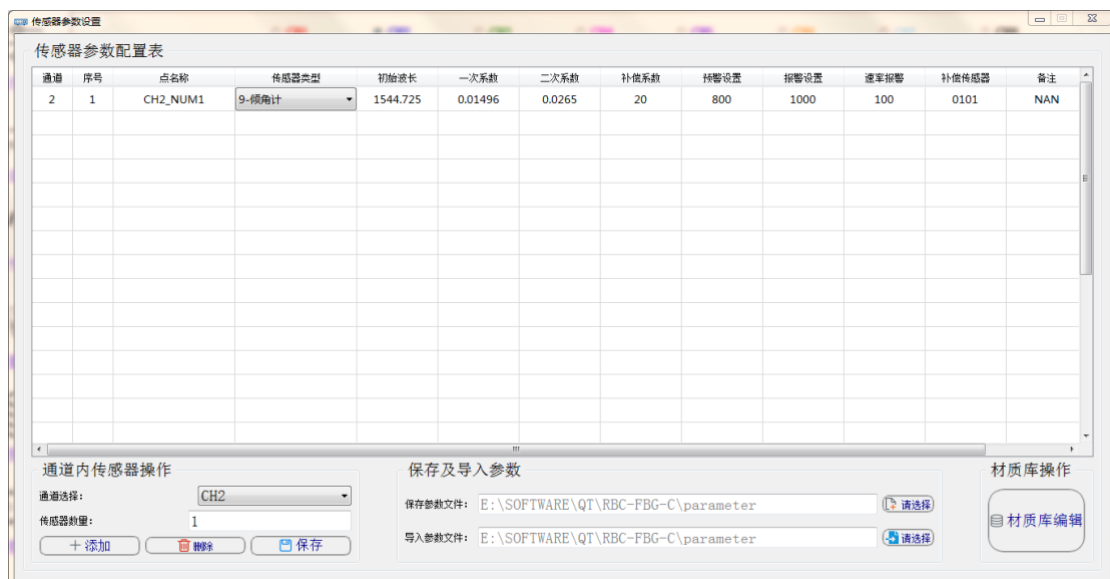 传感器参数设置
传感器参数配置表
通道 序号 点名称 传感器类型 初始波长 一次系数 二次系数 补偿系数 预警设置 报警设置 速率报警 补偿传感器 备注
2 1 CH2_NUM1 9-倾角计 1544.725 0.01496 0.0265 20 800 1000 100 0101 NAN
通道内传感器操作
通道选择: CH2
传感器数量: 1
添加 删除 保存
保存及导入参数
保存参数文件: E:\SOFTWARE\QT\RBC-FBG-C\parameter 请选择
导入参数文件: E:\SOFTWARE\QT\RBC-FBG-C\parameter 请选择
材质库操作
材质库编辑